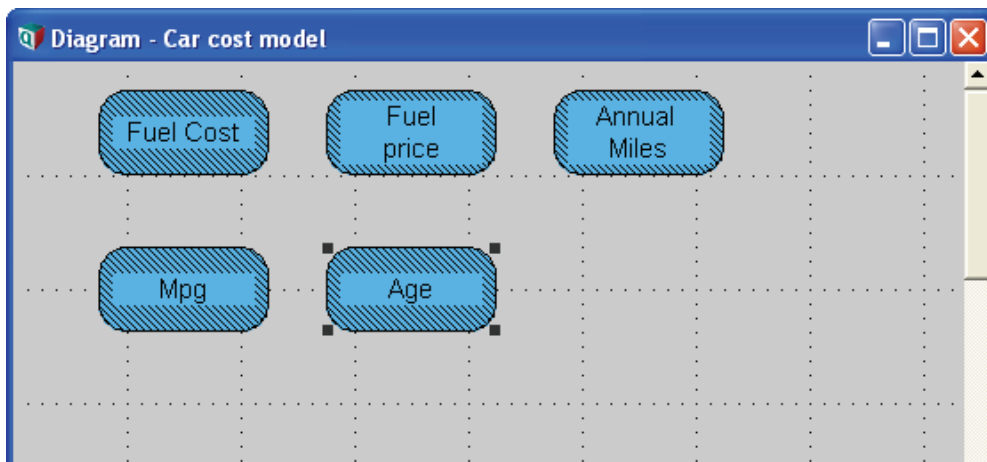 Diagram - Car cost model
Fuel Cost
Fuel
price
Annual
Miles
Mpg
Age